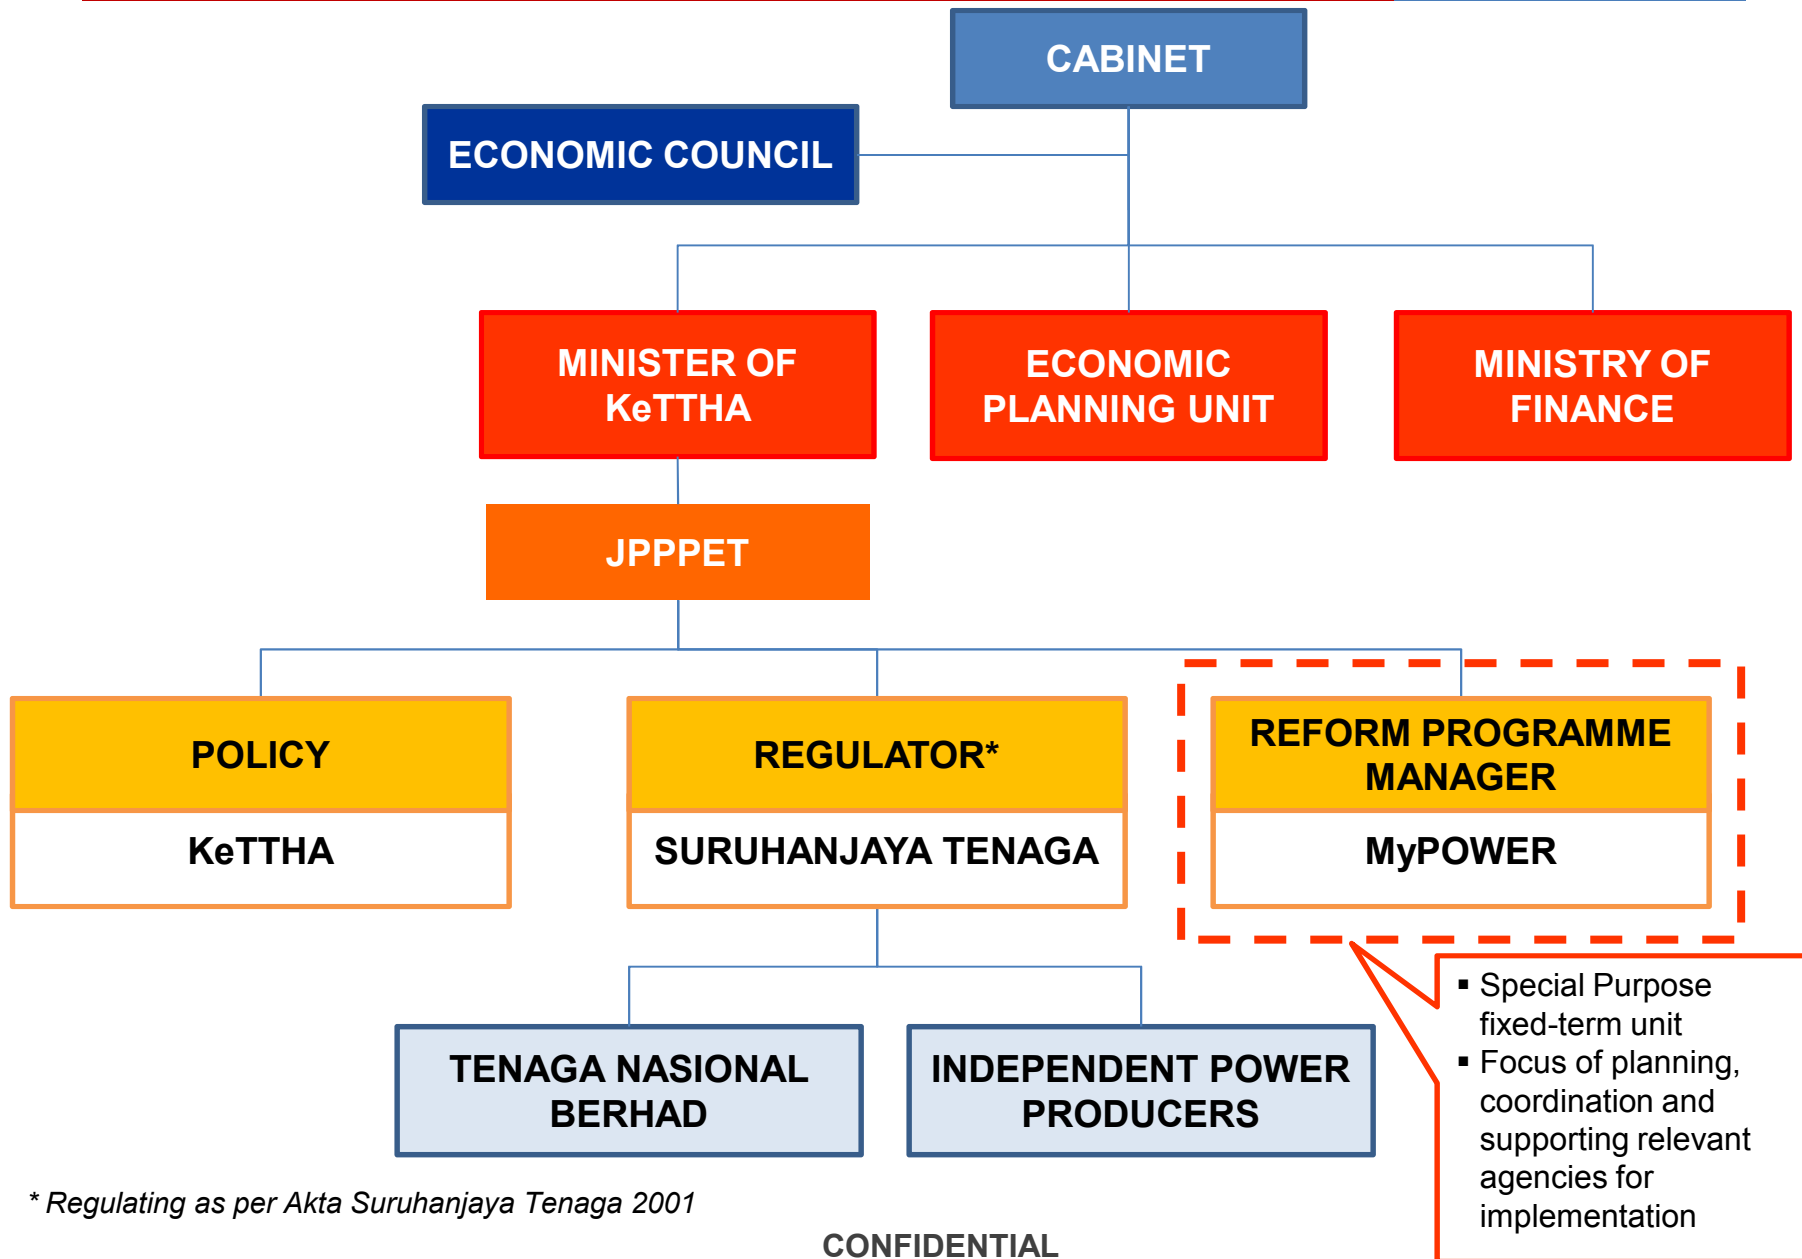 CABINET
ECONOMIC COUNCIL
MINISTER OF
KeTTHA
ECONOMIC
PLANNING UNIT
MINISTRY OF
FINANCE
JPPPET
POLICY
KeTTHA
REGULATOR*
SURUHANJAYA TENAGA
REFORM PROGRAMME
MANAGER
MyPOWER
TENAGA NASIONAL
BERHAD
INDEPENDENT POWER
PRODUCERS
▪ Special Purpose
fixed-term unit
▪ Focus of planning,
coordination and
supporting relevant
agencies for
implementation
* Regulating as per Akta Suruhanjaya Tenaga 2001
CONFIDENTIAL